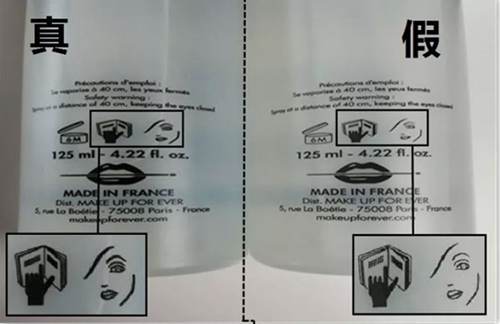 真
Précautions d'emploi :
Se vaporise à 40 cm, les yeux fermés
Safety warning :
Spray at a distance of 40 cm, keeping the eyes closed
6M
125 ml - 4.22 fl. oz.
MADE IN FRANCE
Dist. MAKE UP FOR EVER
5, rue La Boétie - 75008 Paris - France
makeupforever.com
假
Précautions d'emploi :
Se vaporise à 40 cm, les yeux fermés
Safety warning :
Spray at a distance of 40 cm, keeping the eyes closed
6M
125 ml - 4.22 fl. oz.
MADE IN FRANCE
Dist. MAKE UP FOR EVER
5, rue La Boétie - 75008 Paris - France
makeupforever.com